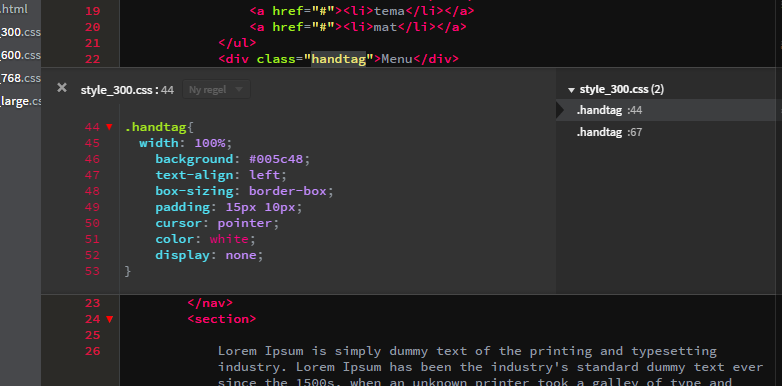 .html
_300.css
_600.css
_768.css
_large.cs
19 <a href="#"><li>tema</li></a>
20 <a href="#"><li>mat</li></a>
21 </ul>
22 <div class="handtag">Menu</div>
× style_300.css : 44 Ny regel ▼
44 ▼ .handtag{
45 width: 100%;
46 background: #005c48;
47 text-align: left;
48 box-sizing: border-box;
49 padding: 15px 10px;
50 cursor: pointer;
51 color: white;
52 display: none;
53 }
▼ style_300.css (2)
.handtag :44
.handtag :67
23 </nav>
24 ▼ <section>
25
26 Lorem Ipsum is simply dummy text of the printing and typesetting
industry. Lorem Ipsum has been the industry's standard dummy text ever
since the 1500s, when an unknown printer took a galley of type and